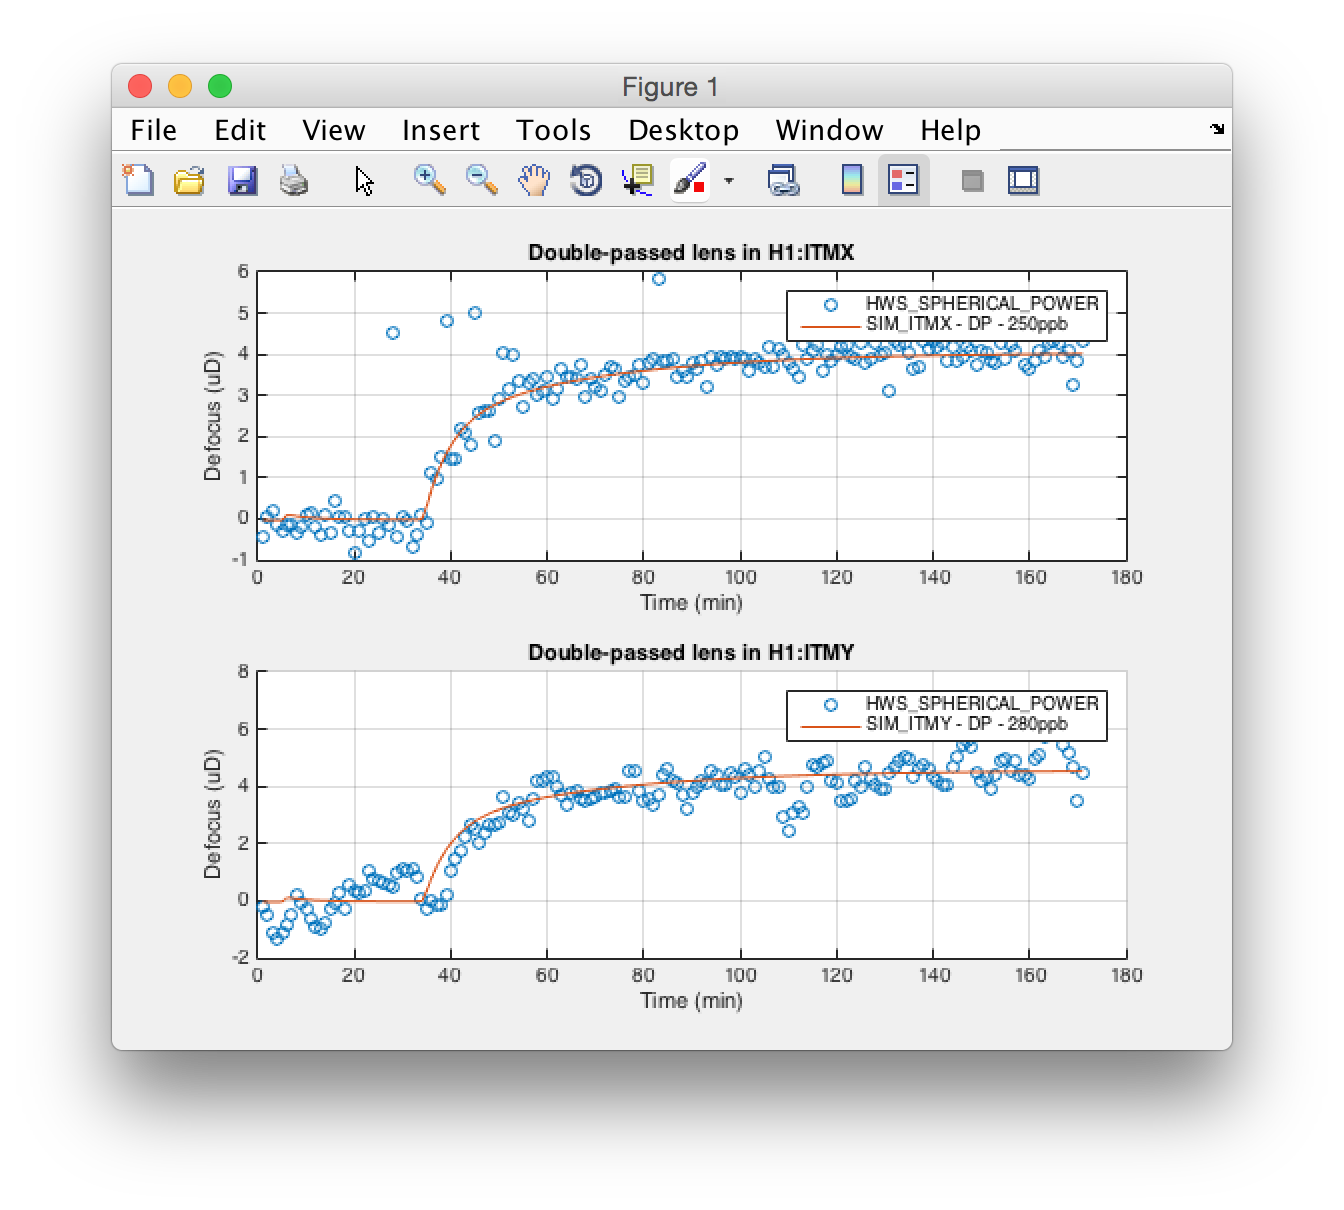 Figure 1
File Edit View Insert Tools Desktop Window Help
Double-passed lens in H1:ITMX
6
5
4
3
2
1
0
-1
Defocus (uD)
HWS_SPHERICAL_POWER
SIM_ITMX - DP - 250ppb
0 20 40 60 80 100 120 140 160 180
Time (min)
Double-passed lens in H1:ITMY
8
6
4
2
0
-2
Defocus (uD)
HWS_SPHERICAL_POWER
SIM_ITMY - DP - 280ppb
0 20 40 60 80 100 120 140 160 180
Time (min)